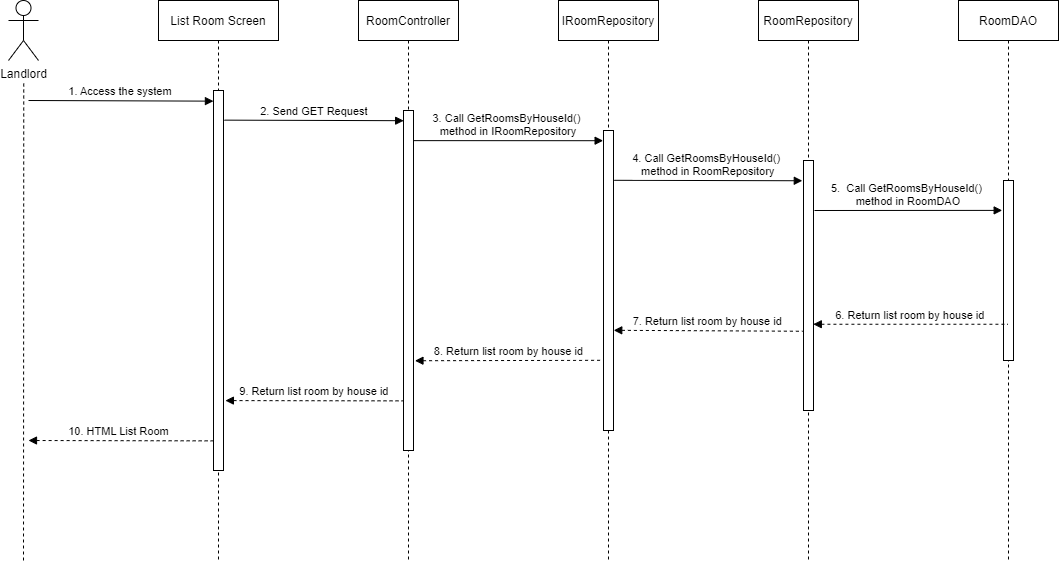 List Room Screen
RoomController
IRoomRepository
RoomRepository
RoomDAO
Landlord
1. Access the system
2. Send GET Request
3. Call GetRoomsByHouseId()
method in IRoomRepository
4. Call GetRoomsByHouseId()
method in RoomRepository
5. Call GetRoomsByHouseId()
method in RoomDAO
6. Return list room by house id
7. Return list room by house id
8. Return list room by house id
9. Return list room by house id
10. HTML List Room